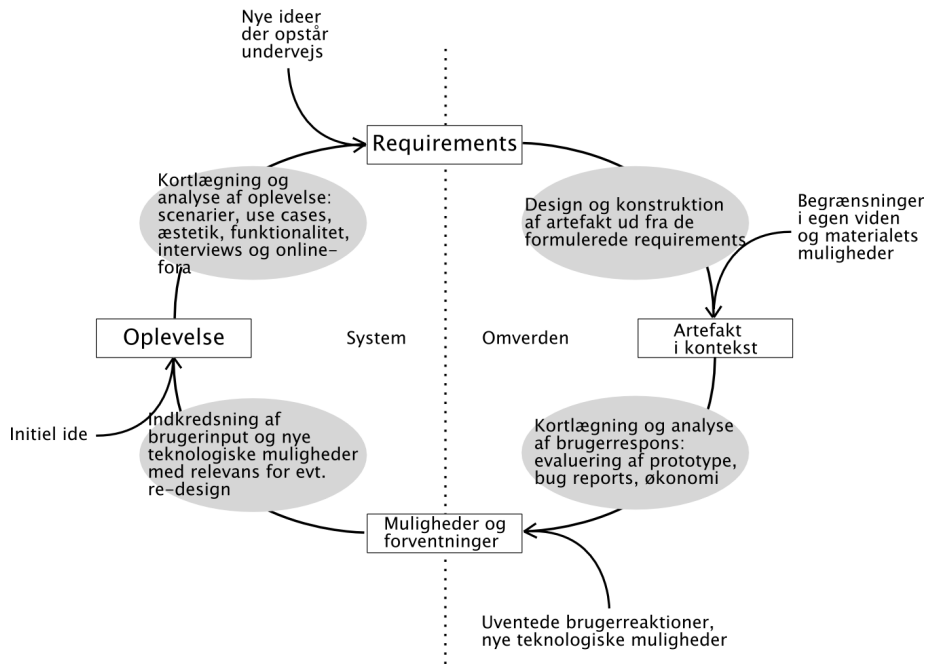 Nye ideer
der opstår
undervejs
Requirements
Kortlægning og
analyse af oplevelse:
scenarier, use cases,
æstetik, funktionalitet,
interviews og online-
fora
Design og konstruktion
af artefakt ud fra de
formulerede requirements
Begrænsninger
i egen viden
og materialets
muligheder
Oplevelse
System
Omverden
Artefakt
i kontekst
Initiel ide
Indkredsning af
brugerinput og nye
teknologiske muligheder
med relevans for evt.
re-design
Kortlægning og analyse
af brugerrespons:
evaluering af prototype,
bug reports, økonomi
Muligheder og
forventninger
Uventede brugerreaktioner,
nye teknologiske muligheder